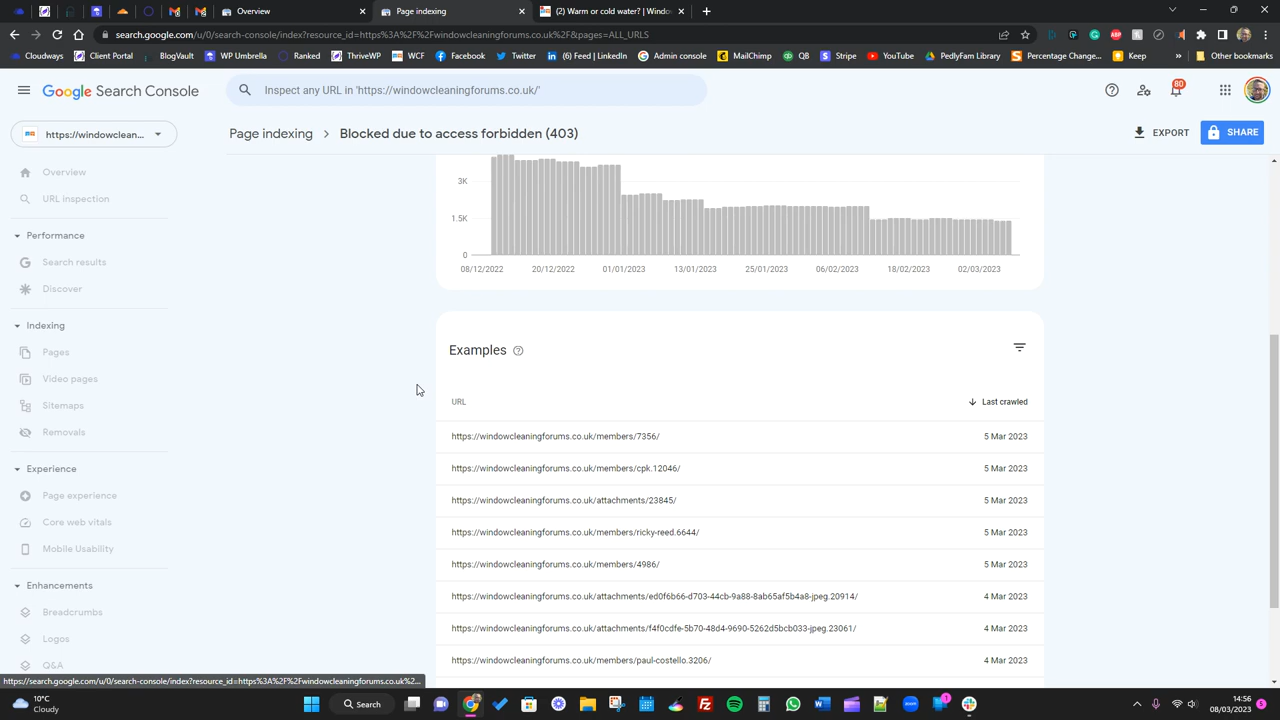 Overview
Page indexing
Warm or cold water? | Windo
search.google.com/u/0/search-console/index?resource_id=https%3A%2F%2Fwindowcleaningforums.co.uk%2F&pages=ALL_URLS
Cloudways
Client Portal
BlogVault
WP Umbrella
ThriveWP
WCF
Twitter
(6) Feed | LinkedIn
Admin console
MailChimp
QB
Stripe
YouTube
PedlyFam Library
Percentage Change...
Keep
»
Other bookmarks
Google Search Console
Inspect any URL in 'https://windowcleaningforums.co.uk/'
80
https://windowclean...
Page indexing > Blocked due to access forbidden (403)
EXPORT
SHARE
Overview
URL inspection
Performance
Search results
Discover
Indexing
Pages
Video pages
Sitemaps
Removals
Experience
Page experience
Core web vitals
Mobile Usability
Enhancements
Breadcrumbs
Logos
Q&A
3K
1.5K
0
08/12/2022 20/12/2022 01/01/2023 13/01/2023 25/01/2023 06/02/2023 18/02/2023 02/03/2023
Examples
URL Last crawled
https://windowcleaningforums.co.uk/members/7356/ 5 Mar 2023
https://windowcleaningforums.co.uk/members/cpk.12046/ 5 Mar 2023
https://windowcleaningforums.co.uk/attachments/23845/ 5 Mar 2023
https://windowcleaningforums.co.uk/members/ricky-reed.6644/ 5 Mar 2023
https://windowcleaningforums.co.uk/members/4986/ 5 Mar 2023
https://windowcleaningforums.co.uk/attachments/ed0f6b66-d703-44cb-9a88-8ab65af5b4a8-jpeg.20914/ 4 Mar 2023
https://windowcleaningforums.co.uk/attachments/f4f0cdfe-5b70-48d4-9690-5262d5bcb033-jpeg.23061/ 4 Mar 2023
https://windowcleaningforums.co.uk/members/paul-costello.3206/ 4 Mar 2023
https://search.google.com/u/0/search-console/index?resource_id=https%3A%2F%2Fwindowcleaningforums.co.uk%2...
10°C
Cloudy
Search
14:56
08/03/2023